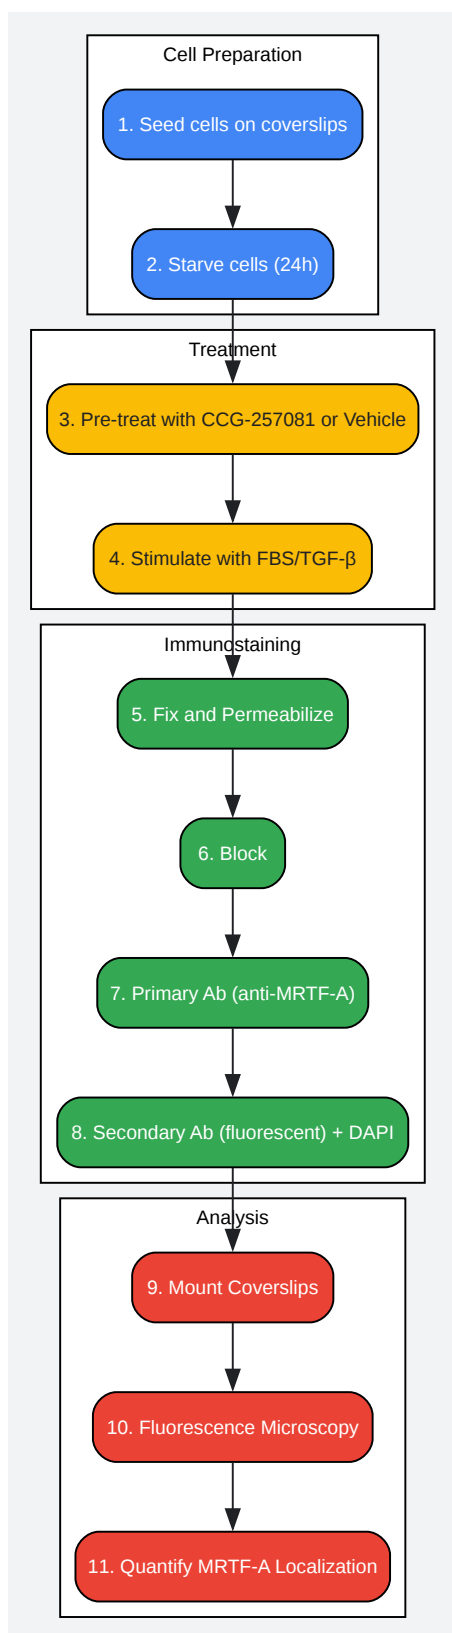 Cell Preparation
1. Seed cells on coverslips
2. Starve cells (24h)
Treatment
3. Pre-treat with CCG-257081 or Vehicle
4. Stimulate with FBS/TGF-β
Immunostaining
5. Fix and Permeabilize
6. Block
7. Primary Ab (anti-MRTF-A)
8. Secondary Ab (fluorescent) + DAPI
Analysis
9. Mount Coverslips
10. Fluorescence Microscopy
11. Quantify MRTF-A Localization